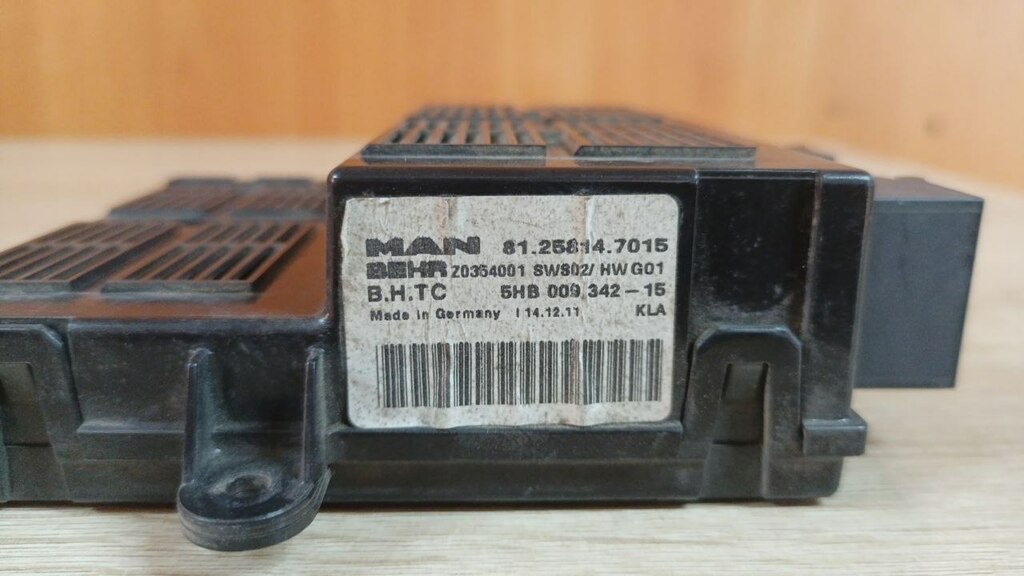 MAN 81.25814.7015
BEHR Z0354001 SWS02/ HW G01
B.H.TC 5HB 009 342-15
Made in Germany I 14.12.11 KLA